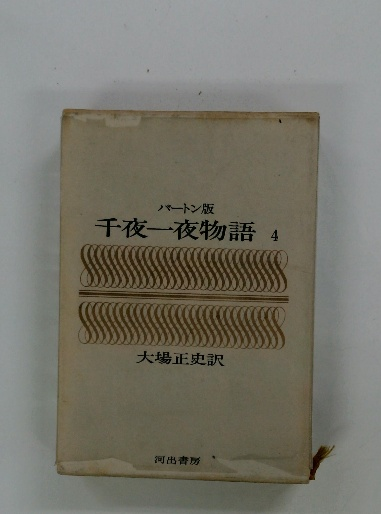 バートン版
千夜一夜物語 4
大場正史訳
河出書房